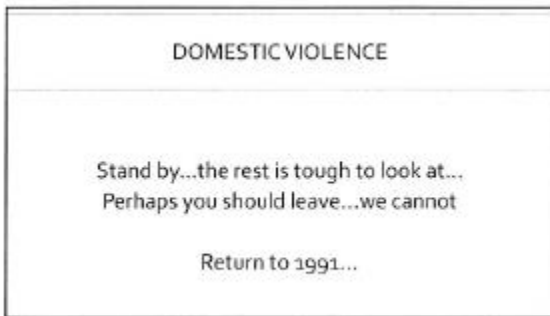 DOMESTIC VIOLENCE
Stand by...the rest is tough to look at...
Perhaps you should leave...we cannot
Return to 1991...